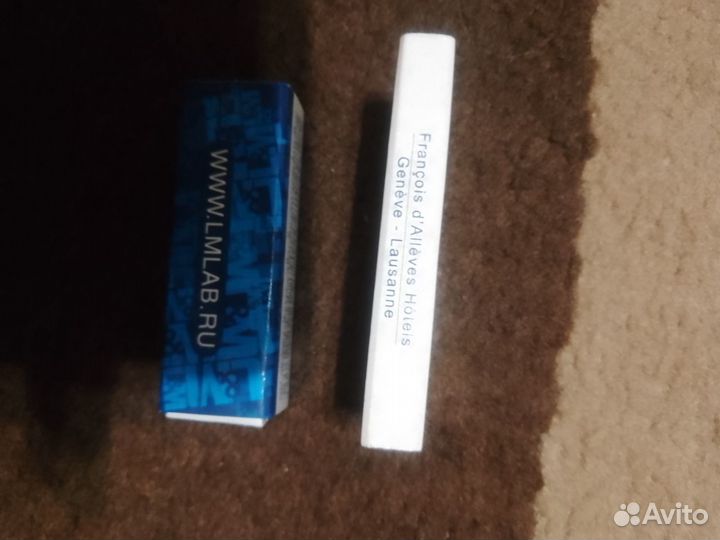 WWW.LMLAB.RU
François d'Allèves Hôtels
Genève - Lausanne
Avito